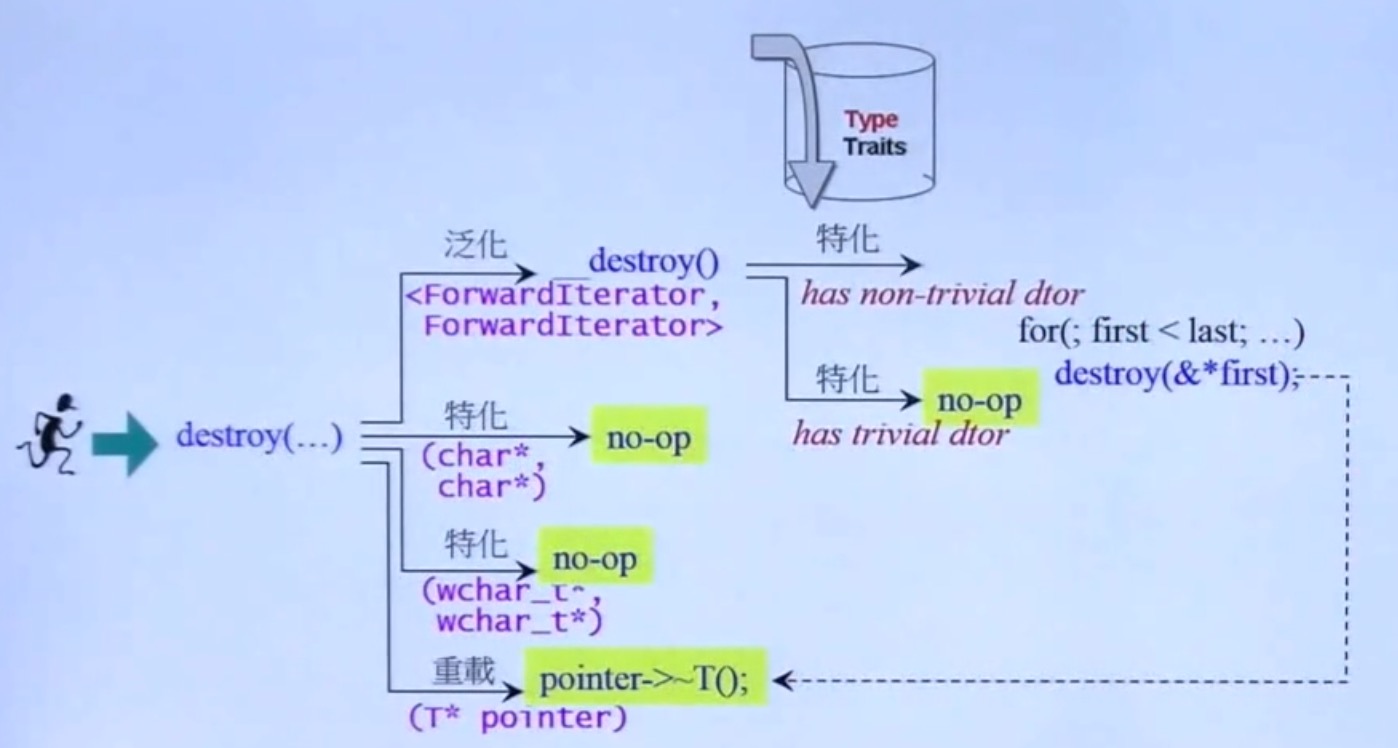 Type
Traits
泛化
__destroy()
<ForwardIterator,
ForwardIterator>
特化
has non-trivial dtor
for(; first < last; …)
destroy(&*first);
特化
no-op
has trivial dtor
destroy(…)
特化
no-op
(char*,
char*)
特化
no-op
(wchar_t*,
wchar_t*)
重載
pointer->~T();
(T* pointer)